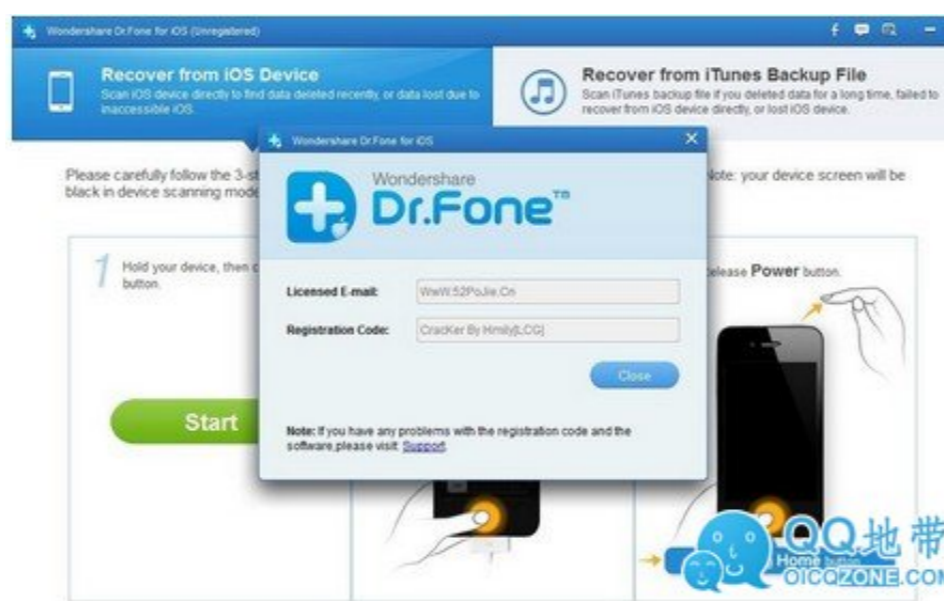 Wondershare Dr.Fone for iOS (Unregistered)
Recover from iOS Device
Scan iOS device directly to find data deleted recently, or data lost due to
inaccessible iOS.
Recover from iTunes Backup File
Scan iTunes backup file if you deleted data for a long time, failed to
recover from iOS device directly, or lost iOS device.
Please carefully follow the 3-st
Note: your device screen will be
black in device scanning mode
Wondershare Dr.Fone for iOS
Wondershare
Dr.Fone™
1 Hold your device, then c
button.
elease Power button.
Licensed E-mail:
WwW.52PoJie.Cn
Registration Code:
CracKer By Hmily[LCG]
Close
Start
Note: If you have any problems with the registration code and the
software,please visit Support.
Home button
QQ地带
OICQZONE.COM